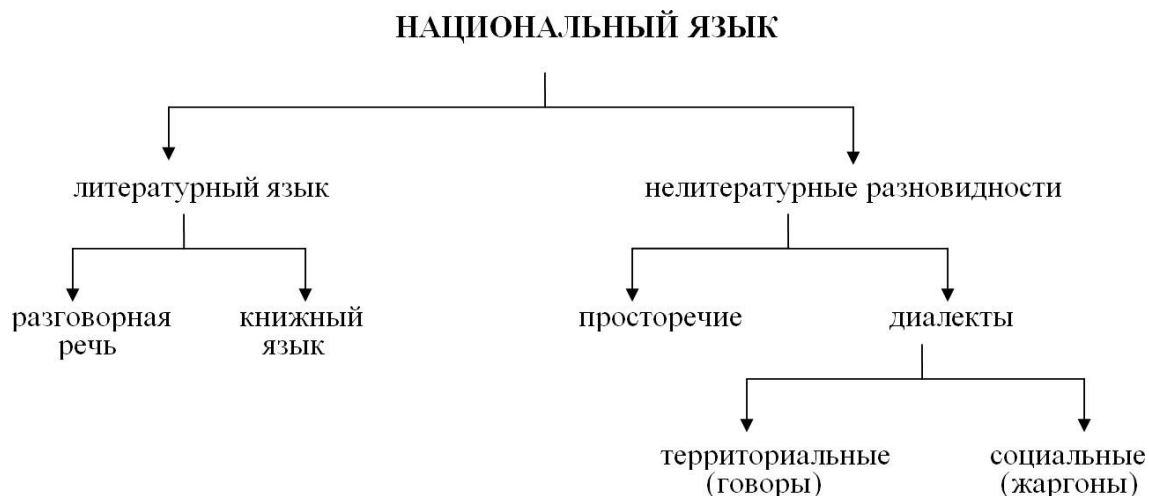 НАЦИОНАЛЬНЫЙ ЯЗЫК
литературный язык
нелитературные разновидности
разговорная
речь
книжный
язык
просторечие
диалекты
территориальные
(говоры)
социальные
(жаргоны)